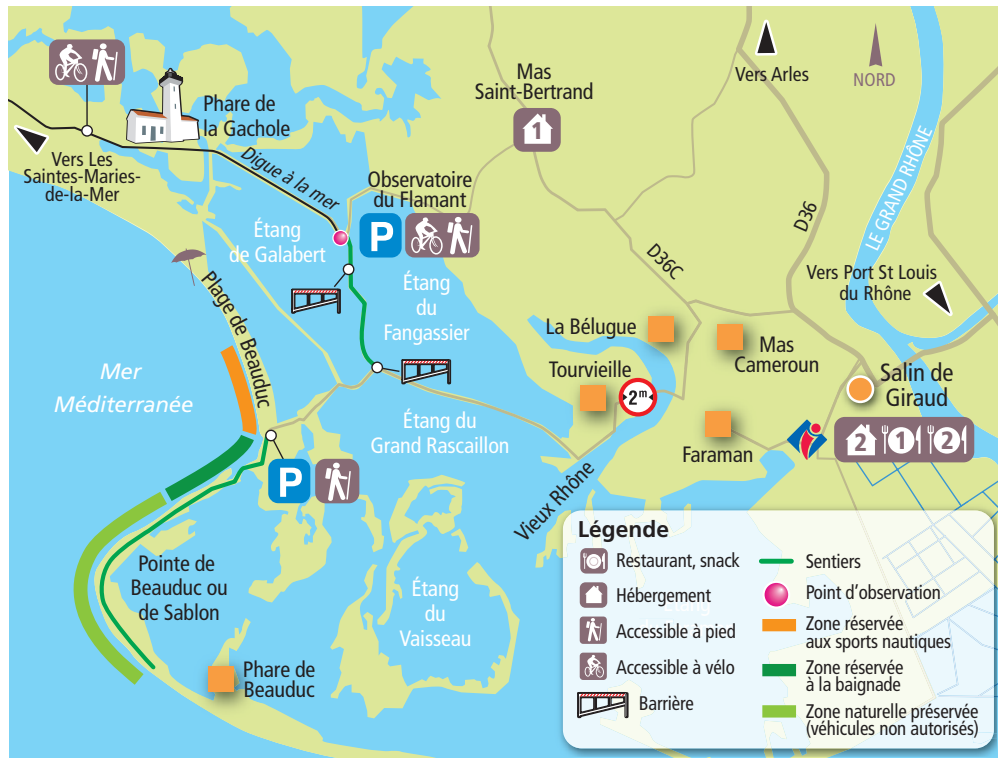 Phare de
la Gachole
Vers Les
Saintes-Maries-
de-la-Mer
Digue à la mer
Mas
Saint-Bertrand
1
Vers Arles
NORD
LE GRAND RHÔNE
D36
Observatoire
du Flamant
P
Étang
de Galabert
Étang
du
Fangassier
D36C
Vers Port St Louis
du Rhône
Plage de Beauduc
Mer
Méditerranée
La Bélugue
Mas
Cameroun
Tourvieille
2m
Salin de
Giraud
Étang du
Grand Rascaillon
Faraman
2
1
2
P
Vieux Rhône
Pointe de
Beauduc ou
de Sablon
Étang
du
Vaisseau
Phare de
Beauduc
Légende
Restaurant, snack
Hébergement
Accessible à pied
Accessible à vélo
Barrière
Sentiers
Point d'observation
Zone réservée
aux sports nautiques
Zone réservée
à la baignade
Zone naturelle préservée
(véhicules non autorisés)